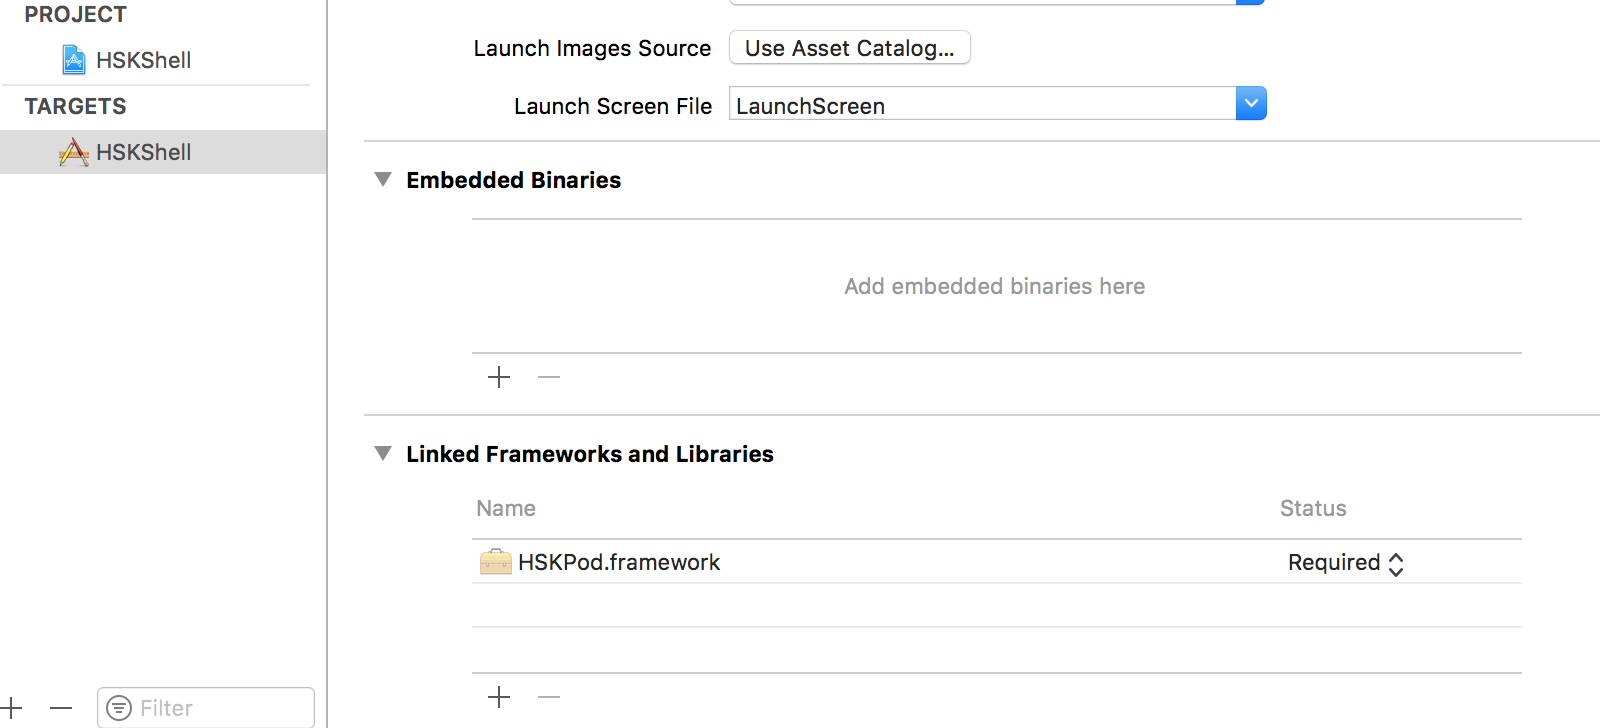 PROJECT
HSKShell
TARGETS
HSKShell
Filter
Launch Images Source Use Asset Catalog...
Launch Screen File LaunchScreen
Embedded Binaries
Add embedded binaries here
Linked Frameworks and Libraries
Name Status
HSKPod.framework Required